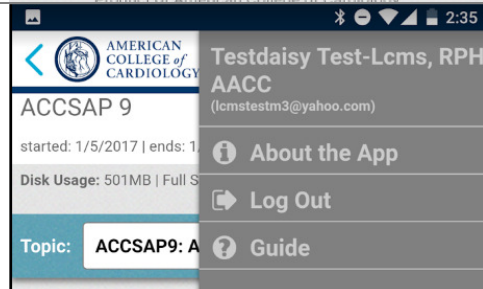 2:35
AMERICAN
COLLEGE of
CARDIOLOGY
ACCSAP 9
started: 1/5/2017 | ends: 1
Disk Usage: 501MB | Full S
Topic: ACCSAP9: A
Testdaisy Test-Lcms, RPH
AACC
(lcmstestm3@yahoo.com)
About the App
Log Out
Guide